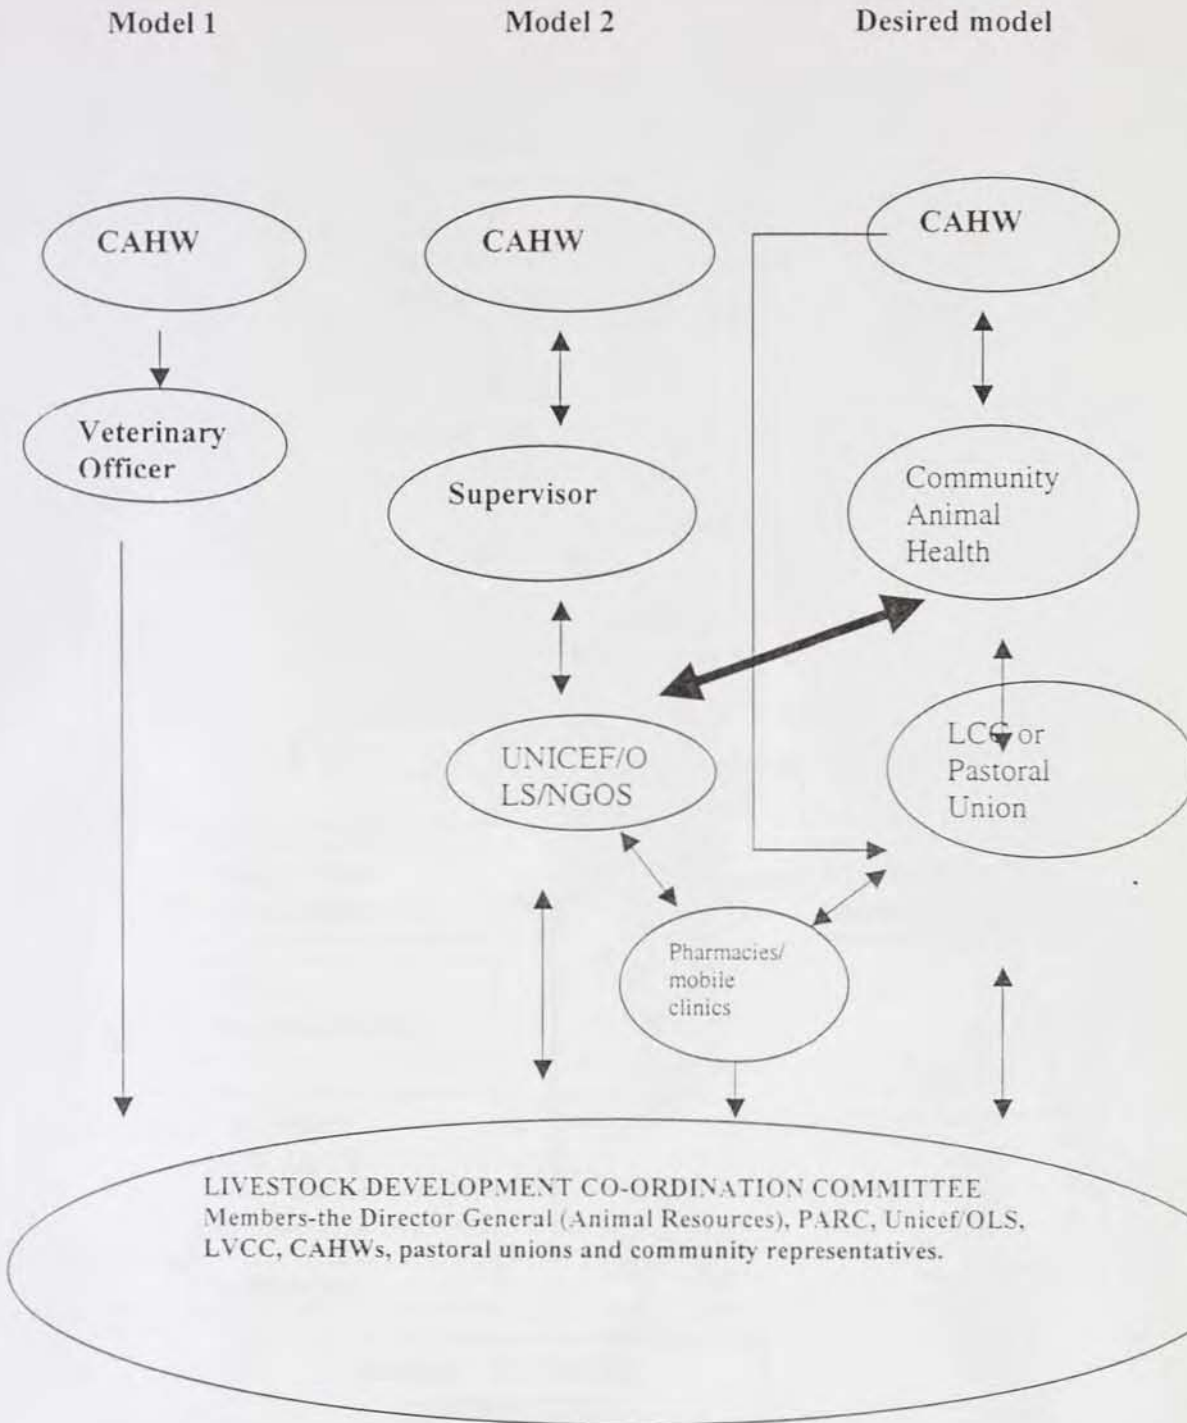 Model 1
Model 2
Desired model
CAHW
CAHW
CAHW
Veterinary
Officer
Supervisor
Community
Animal
Health
UNICEF/O
LS/NGOS
LCG or
Pastoral
Union
Pharmacies/
mobile
clinics
LIVESTOCK DEVELOPMENT CO-ORDINATION COMMITTEE
Members-the Director General (Animal Resources), PARC, Unicef/OLS,
LVCC, CAHWs, pastoral unions and community representatives.